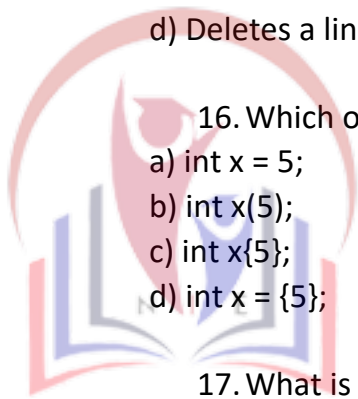 d) Deletes a lin
16. Which o
a) int x = 5;
b) int x(5);
c) int x{5};
d) int x = {5};
N E
17. What is